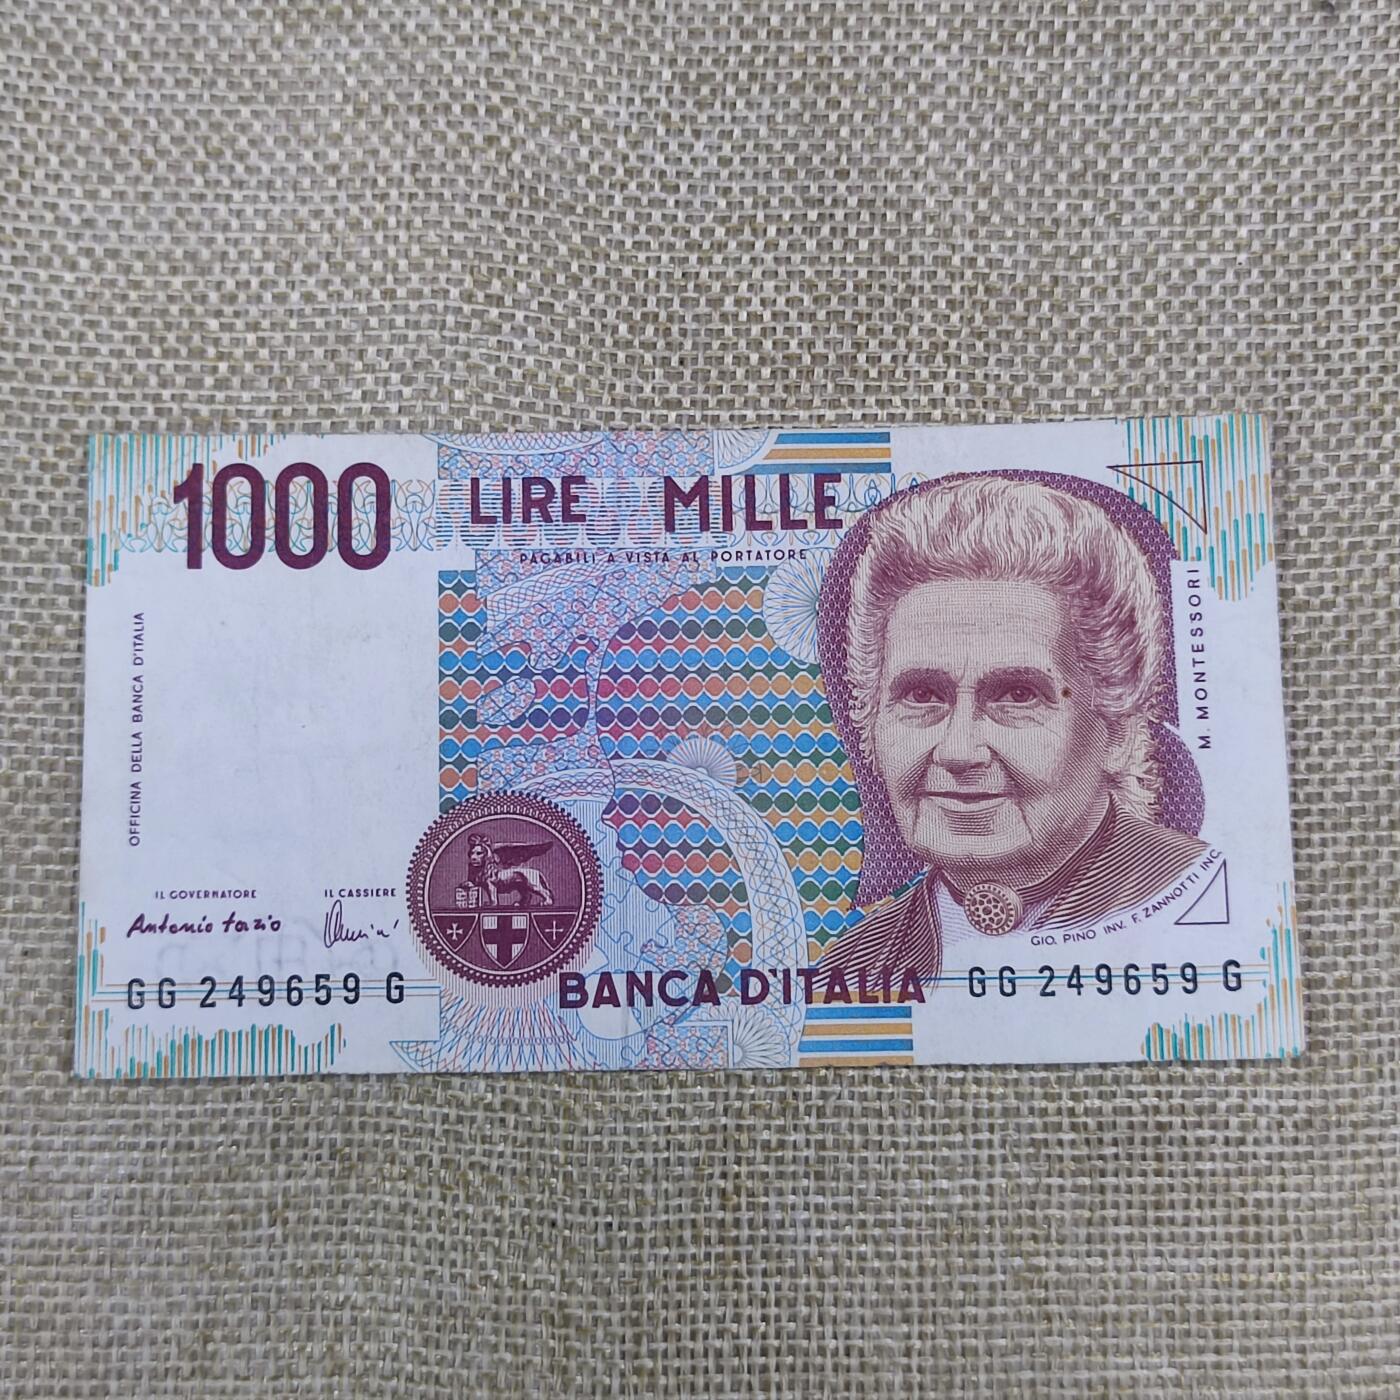 1000 LIRE MILLE
PAGABILI A VISTA AL PORTATORE
OFFICINA DELLA BANCA D'ITALIA
M. MONTESSORI
IL GOVERNATORE
IL CASSIERE
Antonio Fazio
GIO. PINO INV. F. ZANNOTTI INC.
GG 249659 G
BANCA D'ITALIA
GG 249659 G